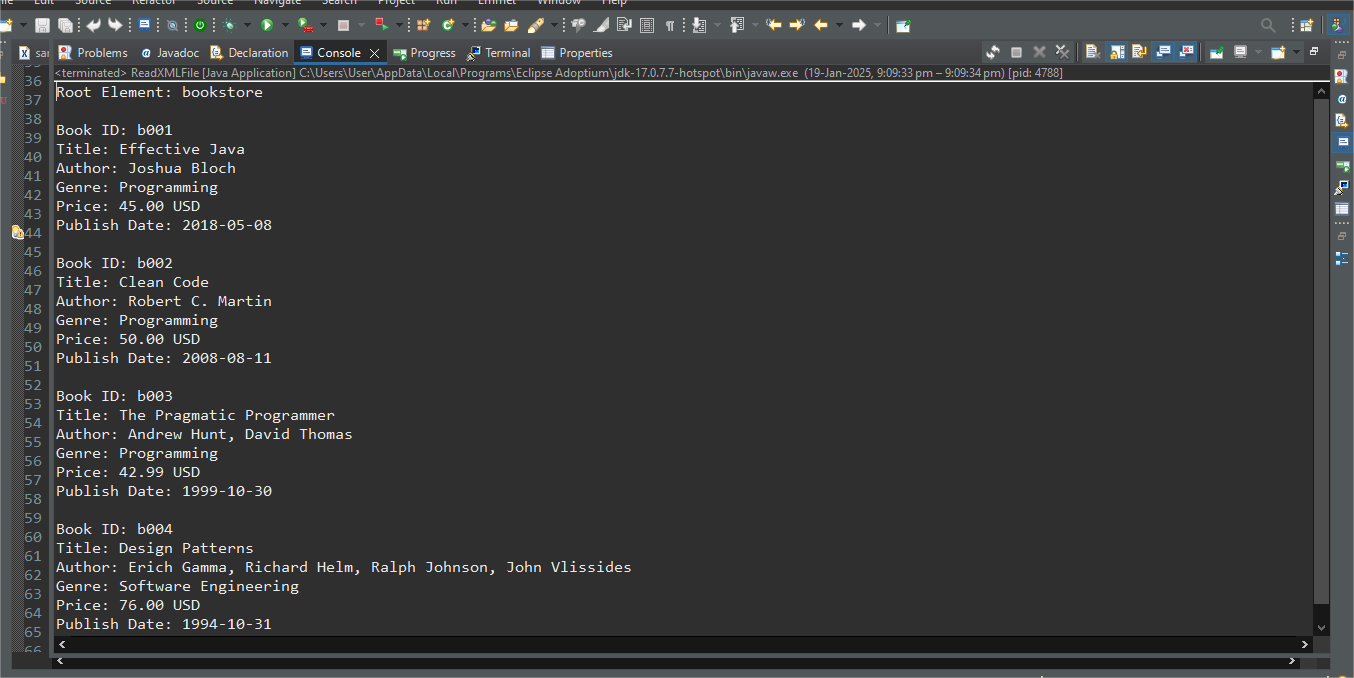 Edit Source Refactor Source Navigate Search Project Run Emmet Window Help
Problems Javadoc Declaration Console Progress Terminal Properties
<terminated> ReadXMLFile [Java Application] C:\Users\User\AppData\Local\Programs\Eclipse Adoptium\jdk-17.0.7.7-hotspot\bin\javaw.exe (19-Jan-2025, 9:09:33 pm – 9:09:34 pm) [pid: 4788]
36
37
38
39
40
41
42
43
44
45
46
47
48
49
50
51
52
53
54
55
56
57
58
59
60
61
62
63
64
65
66
Root Element: bookstore
Book ID: b001
Title: Effective Java
Author: Joshua Bloch
Genre: Programming
Price: 45.00 USD
Publish Date: 2018-05-08
Book ID: b002
Title: Clean Code
Author: Robert C. Martin
Genre: Programming
Price: 50.00 USD
Publish Date: 2008-08-11
Book ID: b003
Title: The Pragmatic Programmer
Author: Andrew Hunt, David Thomas
Genre: Programming
Price: 42.99 USD
Publish Date: 1999-10-30
Book ID: b004
Title: Design Patterns
Author: Erich Gamma, Richard Helm, Ralph Johnson, John Vlissides
Genre: Software Engineering
Price: 76.00 USD
Publish Date: 1994-10-31